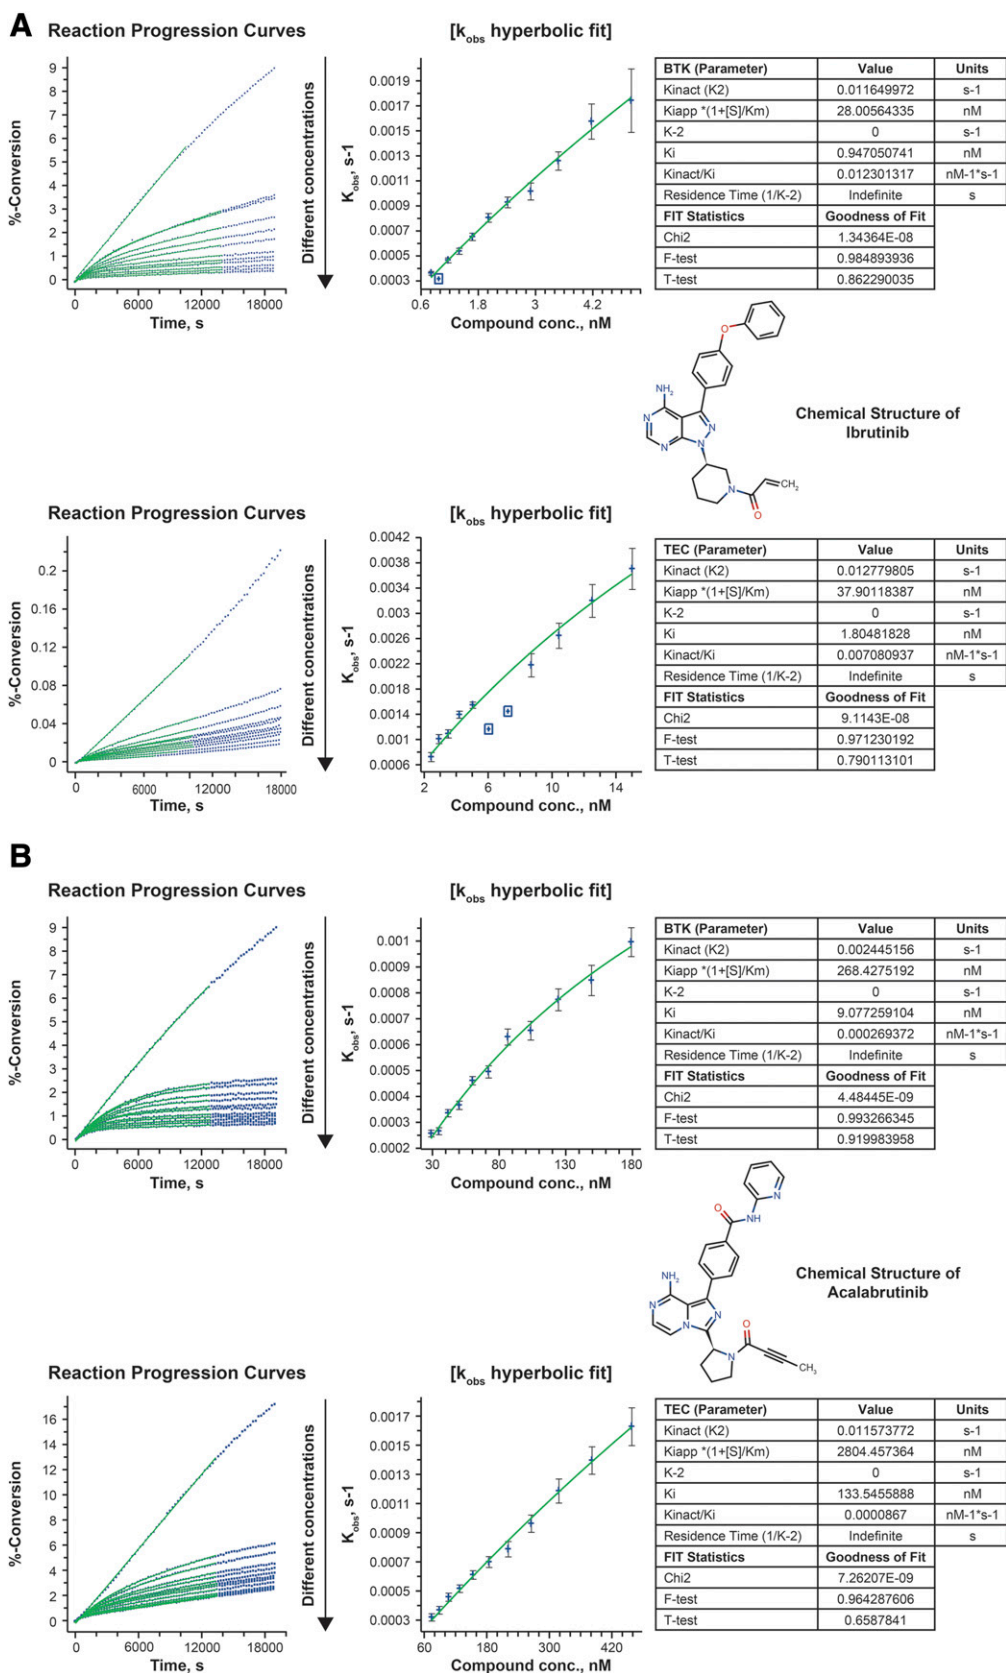 A
Reaction Progression Curves
[kobs hyperbolic fit]
%-Conversion
9
8
7
6
5
4
3
2
1
0
0 6000 12000 18000
Time, s
Different concentrations
Kobs, s-1
0.0019
0.0017
0.0015
0.0013
0.0011
0.0009
0.0007
0.0005
0.0003
0.6 1.8 3 4.2
Compound conc., nM
BTK (Parameter) Value Units
Kinact (K2) 0.011649972 s-1
Kiapp *(1+[S]/Km) 28.00564335 nM
K-2 0 s-1
Ki 0.947050741 nM
Kinact/Ki 0.012301317 nM-1*s-1
Residence Time (1/K-2) Indefinite s
FIT Statistics Goodness of Fit
Chi2 1.34364E-08
F-test 0.984893936
T-test 0.862290035
O
NH2
N
N
N
N
N
O
CH2
Chemical Structure of
Ibrutinib
Reaction Progression Curves
[kobs hyperbolic fit]
%-Conversion
0.2
0.16
0.12
0.08
0.04
0
0 6000 12000 18000
Time, s
Different concentrations
Kobs, s-1
0.0042
0.0038
0.0034
0.003
0.0026
0.0022
0.0018
0.0014
0.001
0.0006
2 6 10 14
Compound conc., nM
TEC (Parameter) Value Units
Kinact (K2) 0.012779805 s-1
Kiapp *(1+[S]/Km) 37.90118387 nM
K-2 0 s-1
Ki 1.80481828 nM
Kinact/Ki 0.007080937 nM-1*s-1
Residence Time (1/K-2) Indefinite s
FIT Statistics Goodness of Fit
Chi2 9.1143E-08
F-test 0.971230192
T-test 0.790113101
B
Reaction Progression Curves
[kobs hyperbolic fit]
%-Conversion
9
8
7
6
5
4
3
2
1
0
0 6000 12000 18000
Time, s
Different concentrations
Kobs, s-1
0.001
0.0009
0.0008
0.0007
0.0006
0.0005
0.0004
0.0003
0.0002
30 80 130 180
Compound conc., nM
BTK (Parameter) Value Units
Kinact (K2) 0.002445156 s-1
Kiapp *(1+[S]/Km) 268.4275192 nM
K-2 0 s-1
Ki 9.077259104 nM
Kinact/Ki 0.000269372 nM-1*s-1
Residence Time (1/K-2) Indefinite s
FIT Statistics Goodness of Fit
Chi2 4.48445E-09
F-test 0.993266345
T-test 0.919983958
O
NH
N
NH2
N
N
N
N
O
CH3
Chemical Structure of
Acalabrutinib
Reaction Progression Curves
[kobs hyperbolic fit]
%-Conversion
16
14
12
10
8
6
4
2
0
0 6000 12000 18000
Time, s
Different concentrations
Kobs, s-1
0.0017
0.0015
0.0013
0.0011
0.0009
0.0007
0.0005
0.0003
60 180 300 420
Compound conc., nM
TEC (Parameter) Value Units
Kinact (K2) 0.011573772 s-1
Kiapp *(1+[S]/Km) 2804.457364 nM
K-2 0 s-1
Ki 133.5455888 nM
Kinact/Ki 0.0000867 nM-1*s-1
Residence Time (1/K-2) Indefinite s
FIT Statistics Goodness of Fit
Chi2 7.26207E-09
F-test 0.964287606
T-test 0.6587841